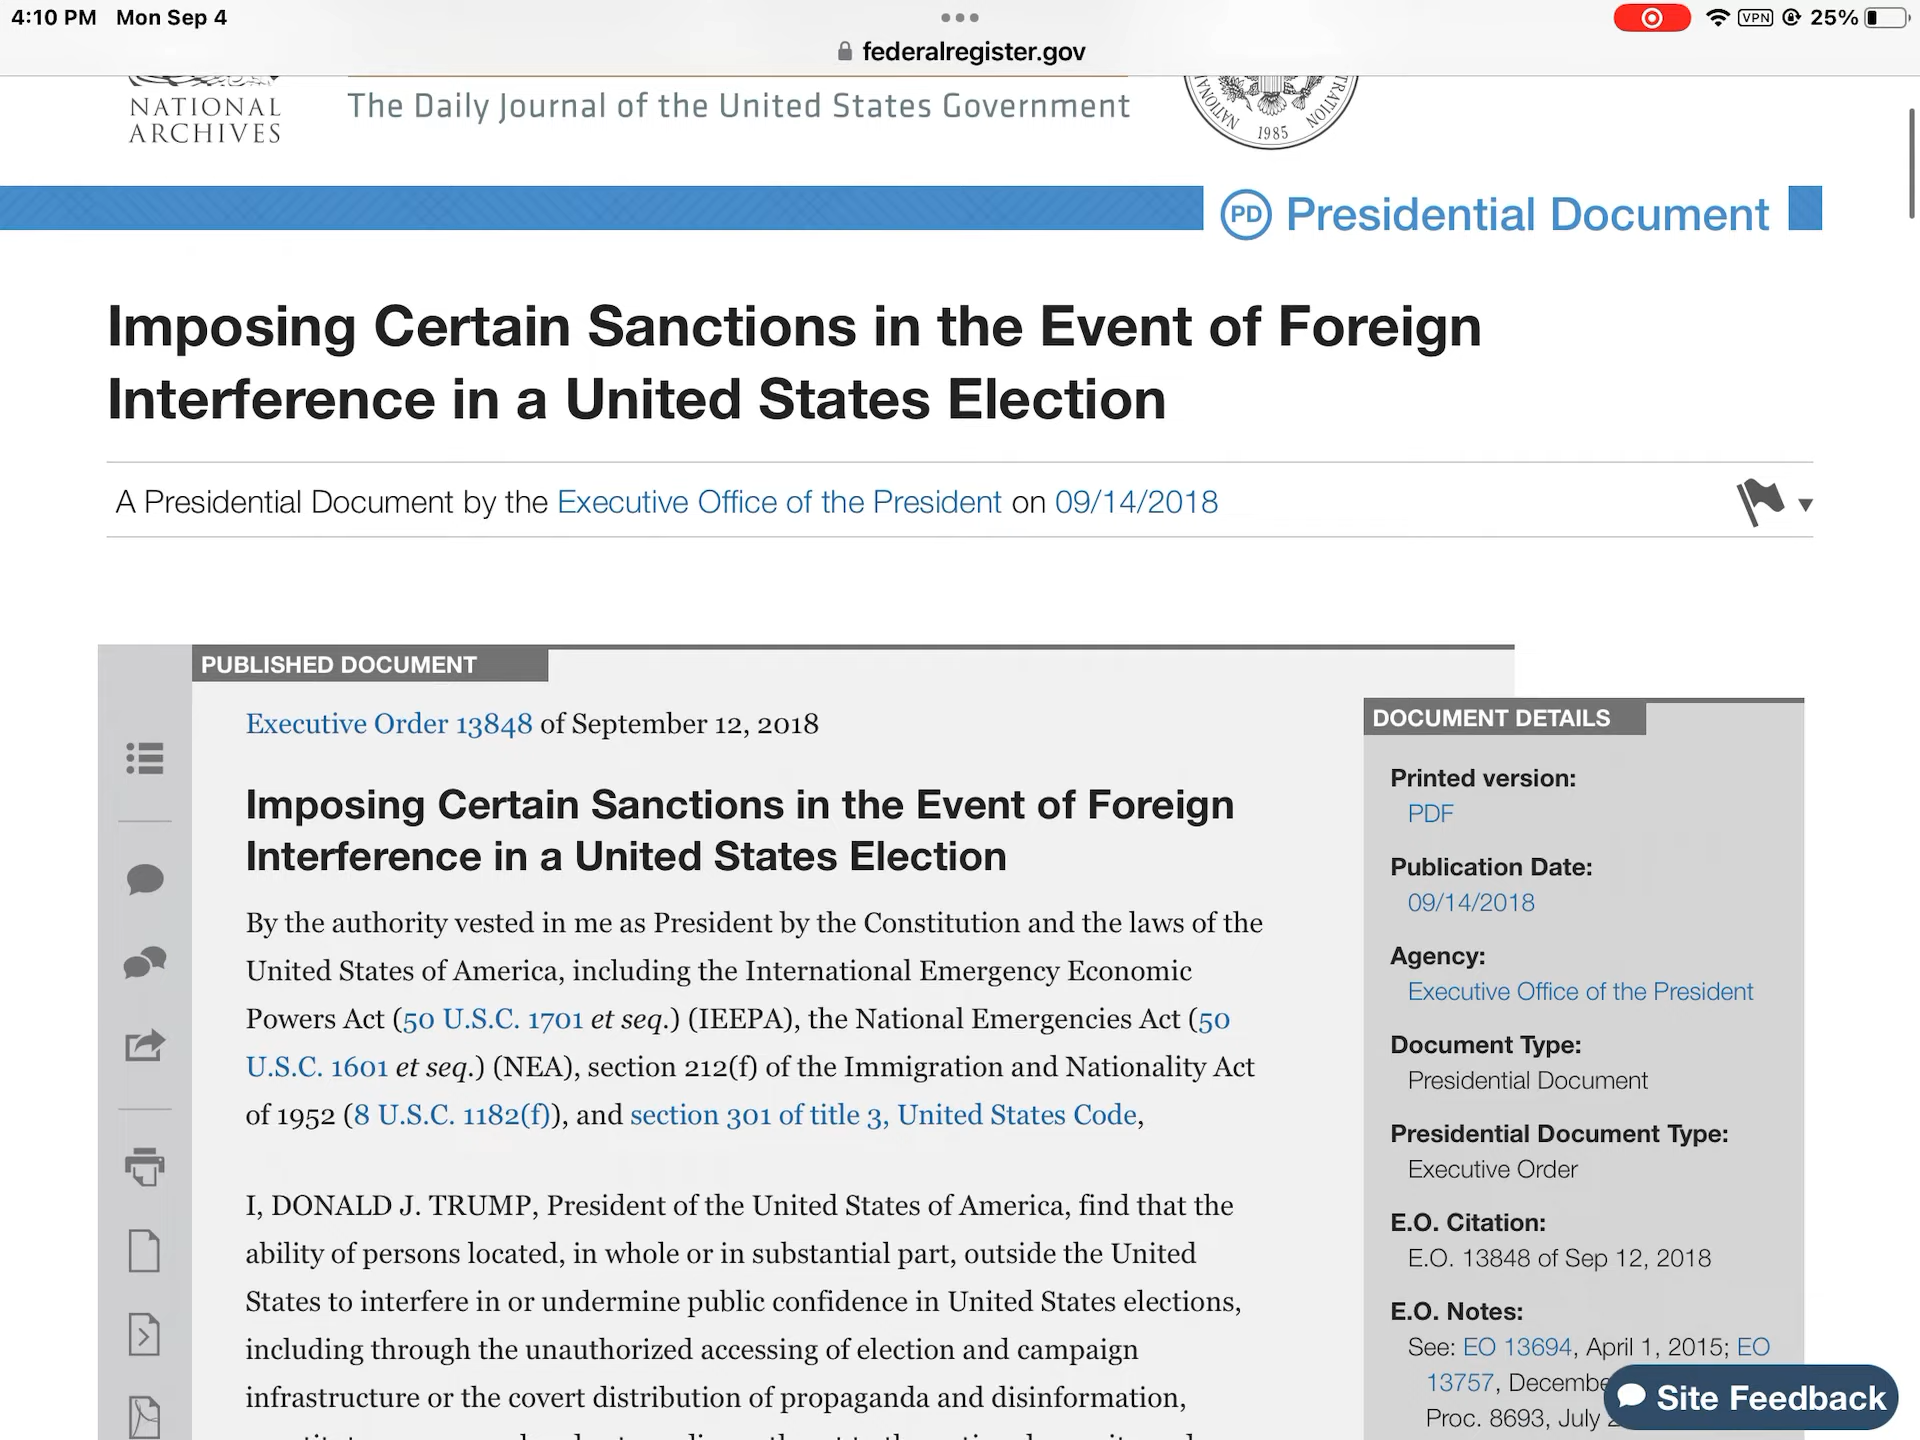 4:10 PM Mon Sep 4
25%
VPN
federalregister.gov
NATIONAL
ARCHIVES
The Daily Journal of the United States Government
1985
PD Presidential Document
Imposing Certain Sanctions in the Event of Foreign
Interference in a United States Election
A Presidential Document by the Executive Office of the President on 09/14/2018
PUBLISHED DOCUMENT
Executive Order 13848 of September 12, 2018
Imposing Certain Sanctions in the Event of Foreign
Interference in a United States Election
By the authority vested in me as President by the Constitution and the laws of the
United States of America, including the International Emergency Economic
Powers Act (50 U.S.C. 1701 et seq.) (IEEPA), the National Emergencies Act (50
U.S.C. 1601 et seq.) (NEA), section 212(f) of the Immigration and Nationality Act
of 1952 (8 U.S.C. 1182(f)), and section 301 of title 3, United States Code,
I, DONALD J. TRUMP, President of the United States of America, find that the
ability of persons located, in whole or in substantial part, outside the United
States to interfere in or undermine public confidence in United States elections,
including through the unauthorized accessing of election and campaign
infrastructure or the covert distribution of propaganda and disinformation,
DOCUMENT DETAILS
Printed version:
PDF
Publication Date:
09/14/2018
Agency:
Executive Office of the President
Document Type:
Presidential Document
Presidential Document Type:
Executive Order
E.O. Citation:
E.O. 13848 of Sep 12, 2018
E.O. Notes:
See: EO 13694, April 1, 2015; EO
13757,
Proc. 8693, July
Site Feedback